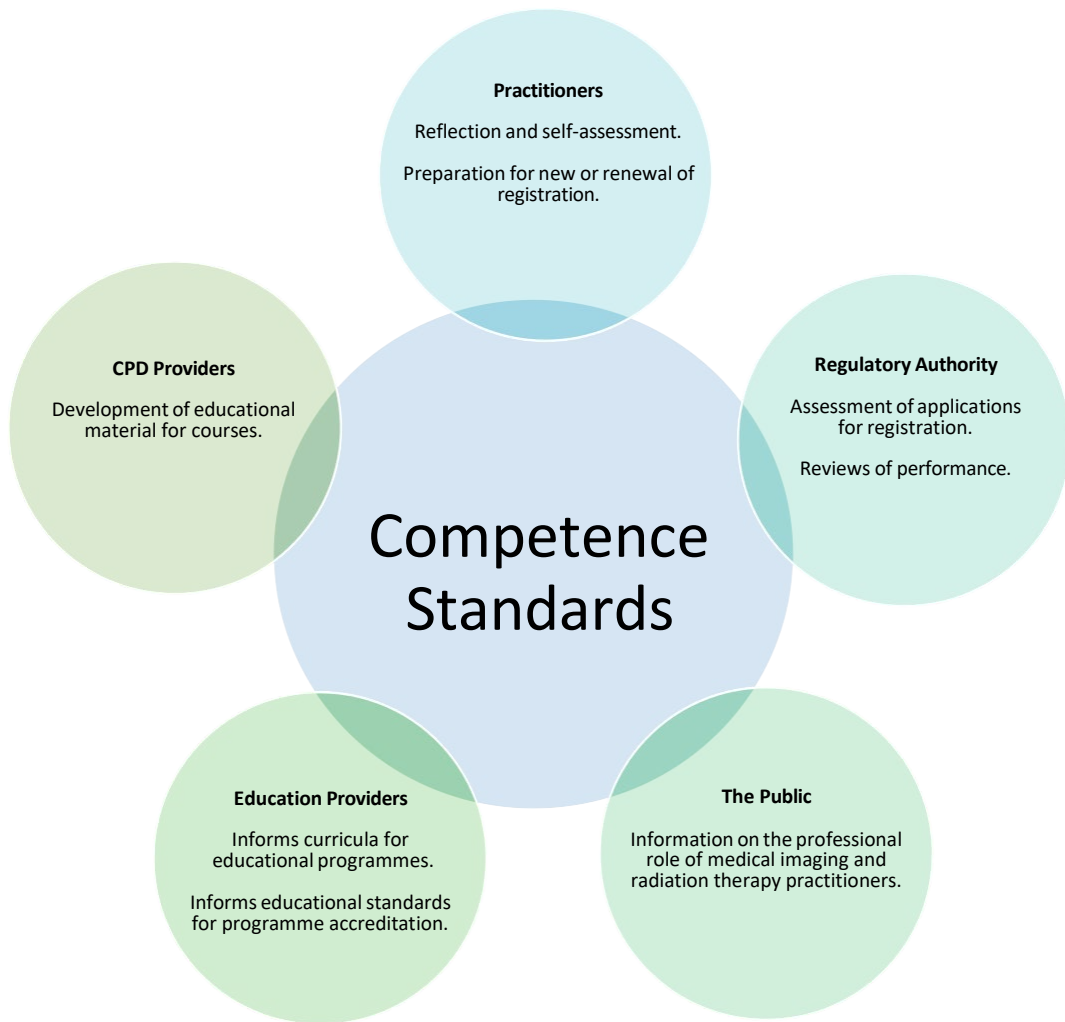 Practitioners
Reflection and self-assessment.
Preparation for new or renewal of
registration.
Regulatory Authority
Assessment of applications
for registration.
Reviews of performance.
The Public
Information on the professional
role of medical imaging and
radiation therapy practitioners.
Education Providers
Informs curricula for
educational programmes.
Informs educational standards
for programme accreditation.
CPD Providers
Development of educational
material for courses.
Competence
Standards